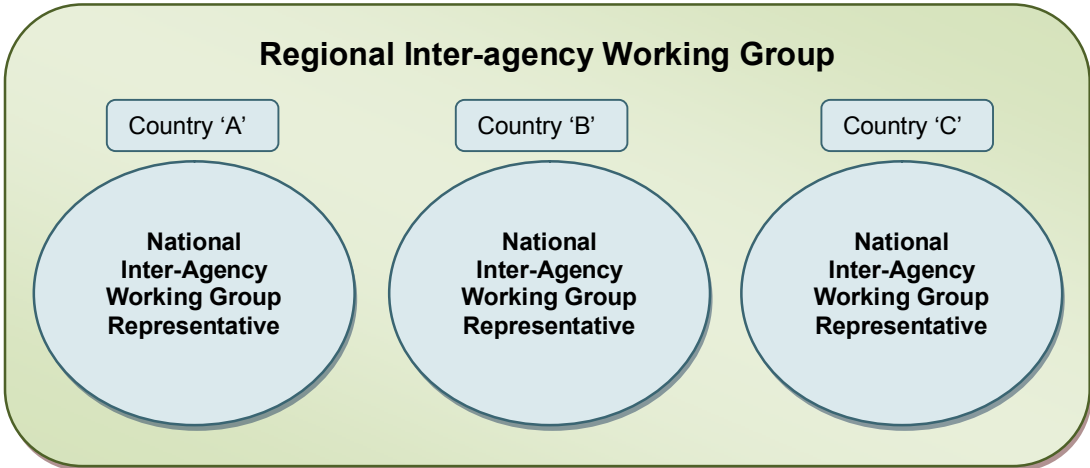 Regional Inter-agency Working Group
Country ‘A’
Country ‘B’
Country ‘C’
National
Inter-Agency
Working Group
Representative
National
Inter-Agency
Working Group
Representative
National
Inter-Agency
Working Group
Representative